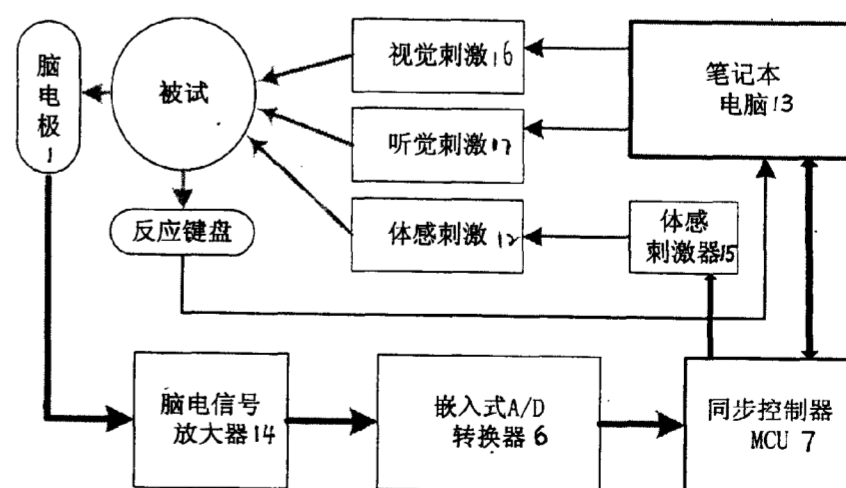 脑电极1
被试
视觉刺激16
听觉刺激17
体感刺激12
笔记本
电脑13
反应键盘
体感
刺激器15
脑电信号
放大器14
嵌入式A/D
转换器6
同步控制器
MCU 7